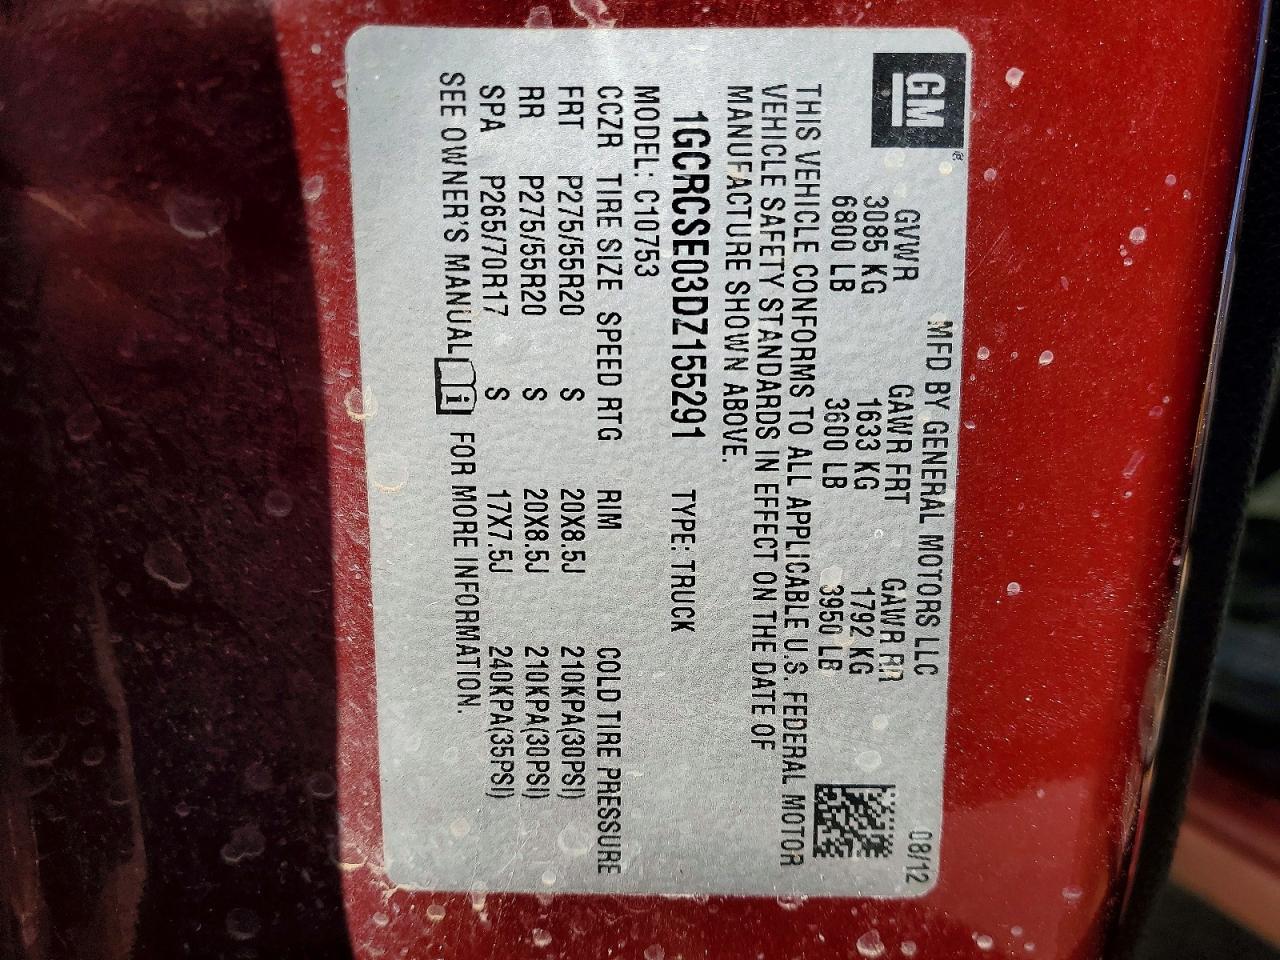 GM
MFD BY GENERAL MOTORS LLC 08/12
GVWR GAWR FRT GAWR RR
3085 KG 1633 KG 1792 KG
6800 LB 3600 LB 3950 LB
THIS VEHICLE CONFORMS TO ALL APPLICABLE U.S. FEDERAL MOTOR
VEHICLE SAFETY STANDARDS IN EFFECT ON THE DATE OF
MANUFACTURE SHOWN ABOVE.
1GCRCSE03DZ155291 TYPE: TRUCK
MODEL: C10753
CCZR TIRE SIZE SPEED RTG RIM COLD TIRE PRESSURE
FRT P275/55R20 S 20X8.5J 210KPA(30PSI)
RR P275/55R20 S 20X8.5J 210KPA(30PSI)
SPA P265/70R17 S 17X7.5J 240KPA(35PSI)
SEE OWNER'S MANUAL i FOR MORE INFORMATION.